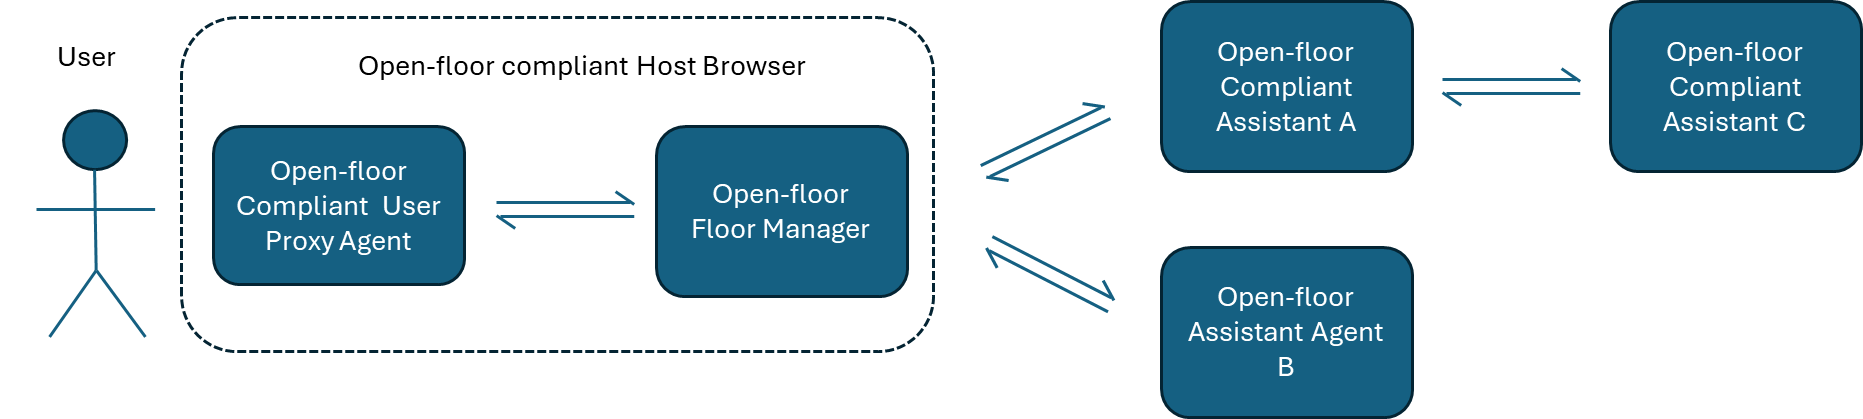 User
Open-floor compliant Host Browser
Open-floor
Compliant User
Proxy Agent
Open-floor
Floor Manager
Open-floor
Compliant
Assistant A
Open-floor
Compliant
Assistant C
Open-floor
Assistant Agent
B